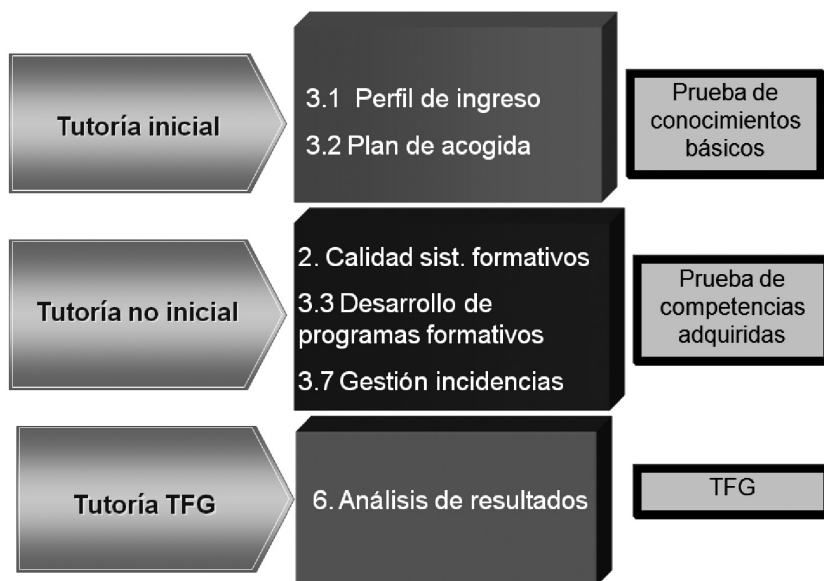 Tutoría inicial
3.1 Perfil de ingreso
3.2 Plan de acogida
Prueba de
conocimientos
básicos
Tutoría no inicial
2. Calidad sist. formativos
3.3 Desarrollo de
programas formativos
3.7 Gestión incidencias
Prueba de
competencias
adquiridas
Tutoría TFG
6. Análisis de resultados
TFG